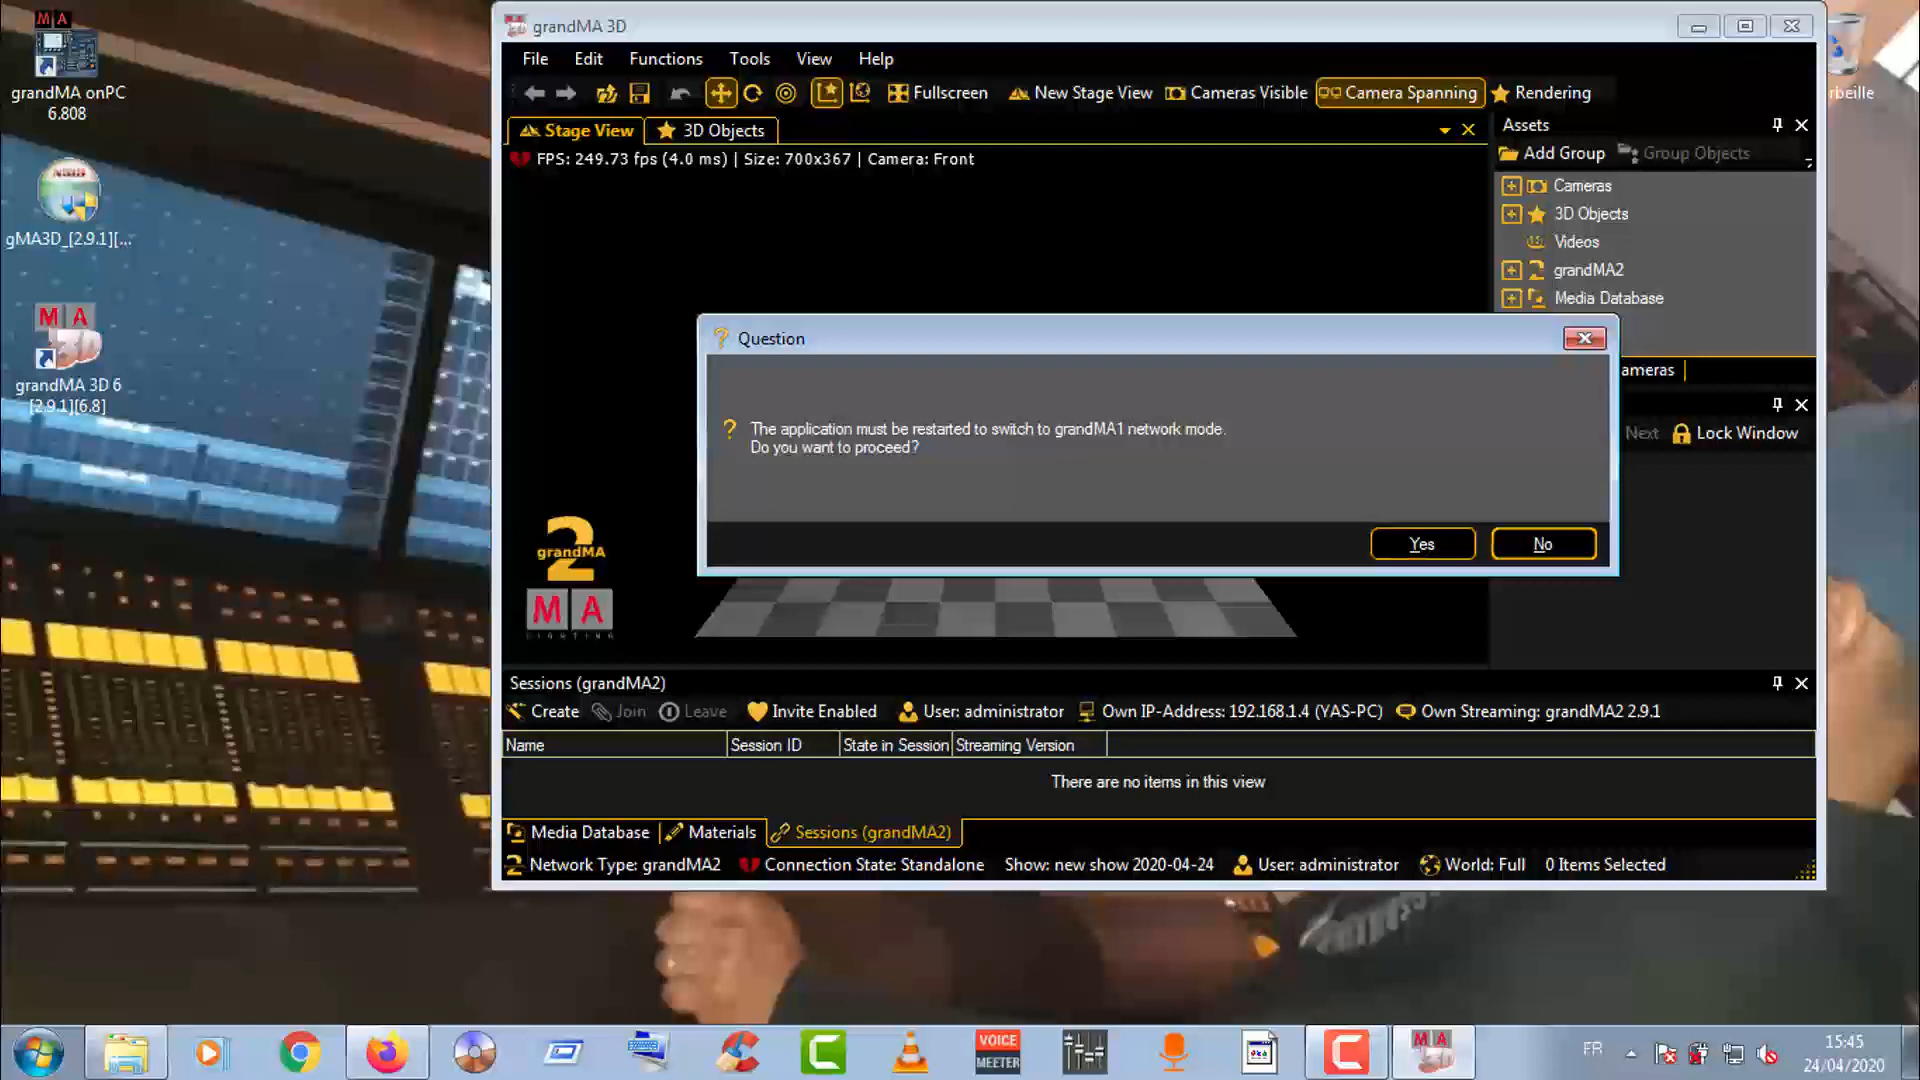 MA
grandMA onPC
6.808
gMA3D_[2.9.1][...
MA
3D
grandMA 3D 6
[2.9.1][6.8]
grandMA 3D
File Edit Functions Tools View Help
Fullscreen New Stage View Cameras Visible Camera Spanning Rendering
Stage View 3D Objects
FPS: 249.73 fps (4.0 ms) | Size: 700x367 | Camera: Front
Assets
Add Group Group Objects
Cameras
3D Objects
Videos
grandMA2
Media Database
rbeille
Question
The application must be restarted to switch to grandMA1 network mode.
Do you want to proceed?
Yes No
ameras
Next Lock Window
2
grandMA
MA
LIGHTING
Sessions (grandMA2)
Create Join Leave Invite Enabled User: administrator Own IP-Address: 192.168.1.4 (YAS-PC) Own Streaming: grandMA2 2.9.1
Name Session ID State in Session Streaming Version
There are no items in this view
Media Database Materials Sessions (grandMA2)
Network Type: grandMA2 Connection State: Standalone Show: new show 2020-04-24 User: administrator World: Full 0 Items Selected
VOICE
MEETER
MA
FR
15:45
24/04/2020